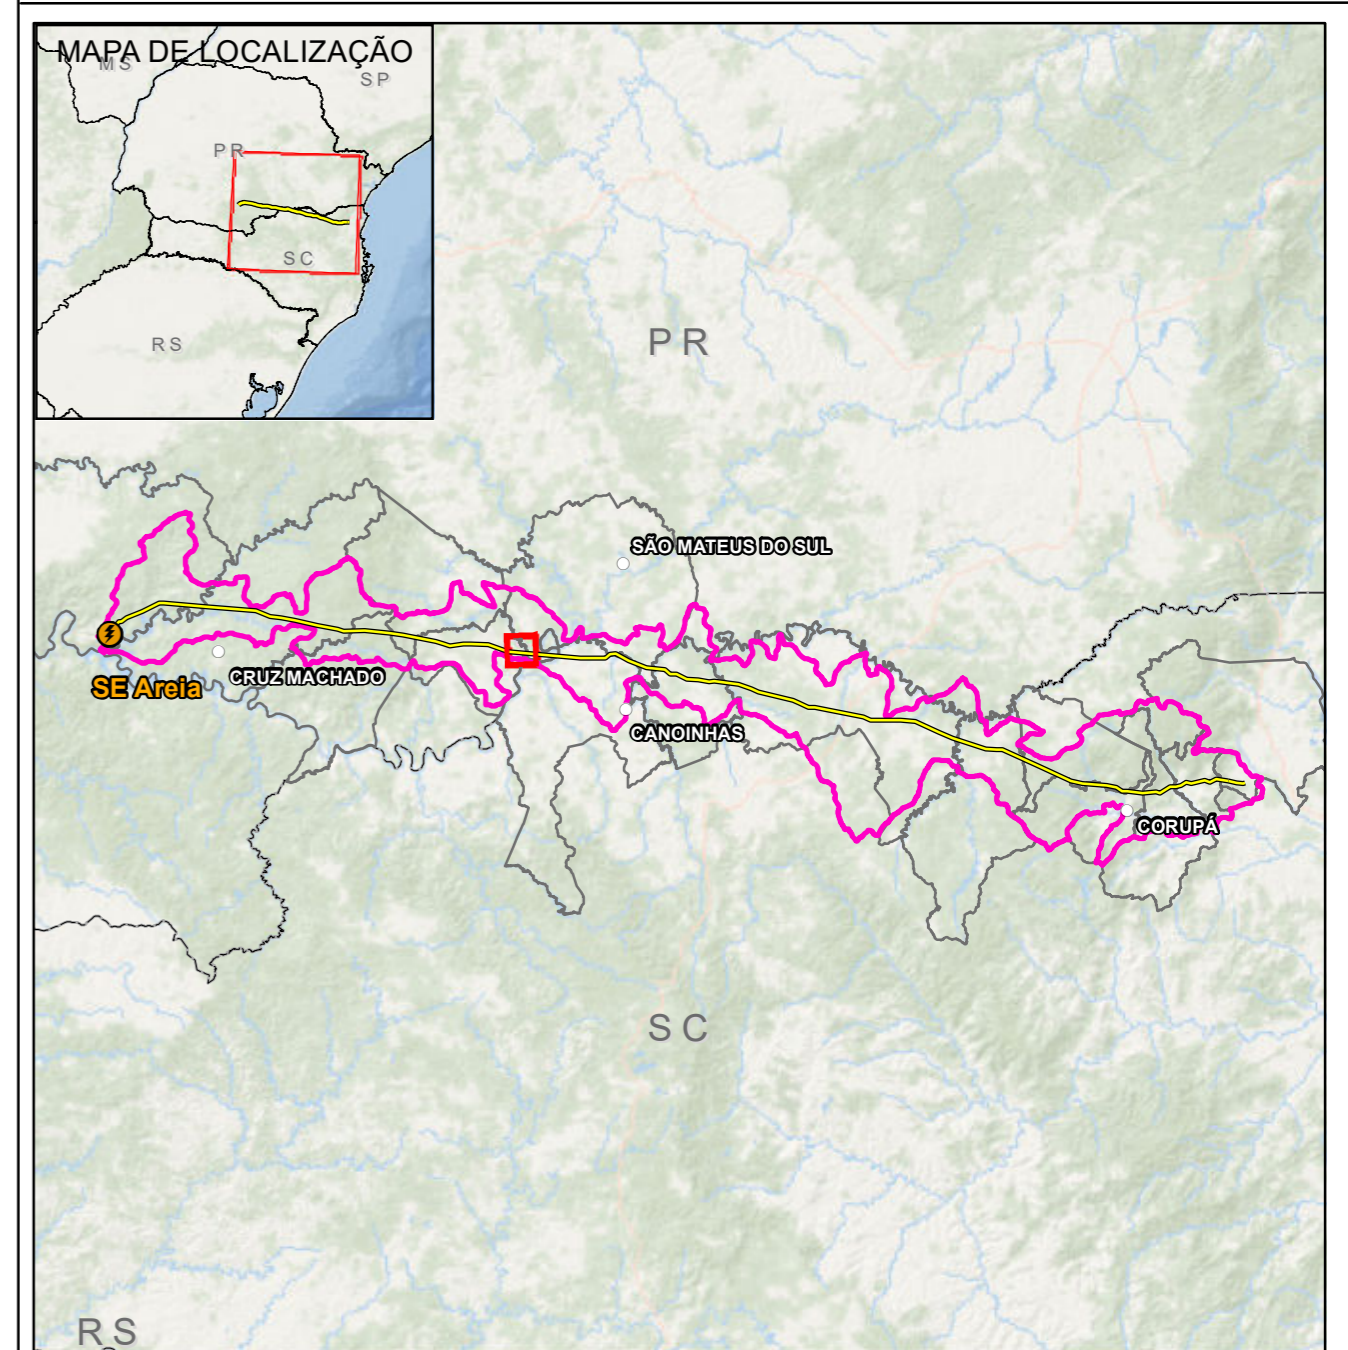 MAPA DE LOCALIZAÇÃO
MS
SP
PR
SC
RS
PR
SÃO MATEUS DO SUL
CRUZ MACHADO
SE Areia
CANOINHAS
CORUPÁ
SC
RS